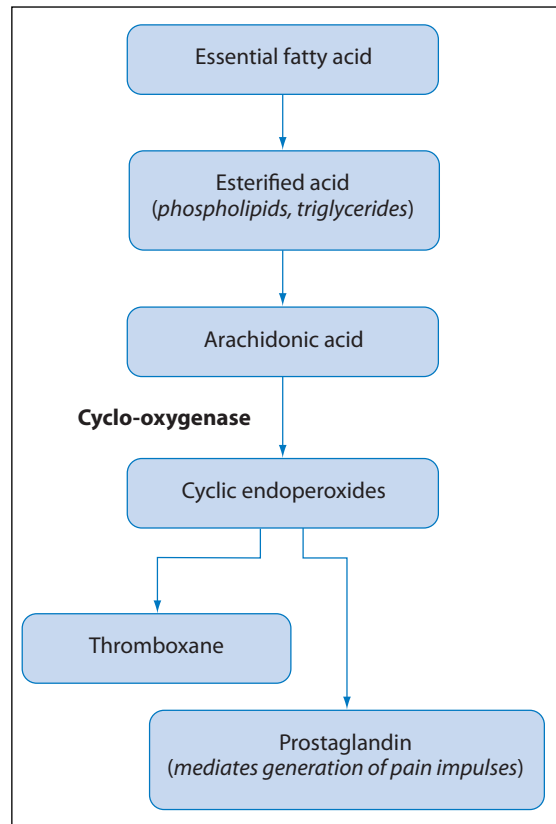 Essential fatty acid
Esterified acid
(phospholipids, triglycerides)
Arachidonic acid
Cyclo-oxygenase
Cyclic endoperoxides
Thromboxane
Prostaglandin
(mediates generation of pain impulses)